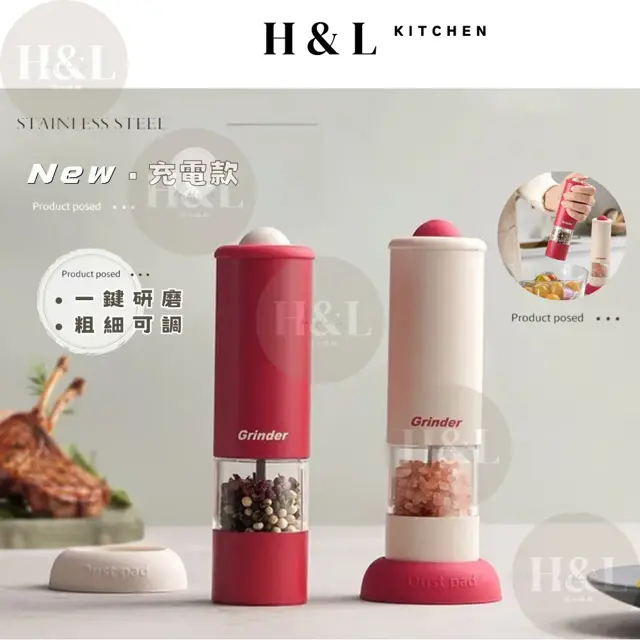 H&L KITCHEN
H&L
STAINLESS STEEL
New · 充電款
H&L
Product posed
Product posed
• 一鍵研磨
• 粗細可調
Product posed
H&L
Grinder
Grinder
H&L
Dust pad
Dust pad
H&L